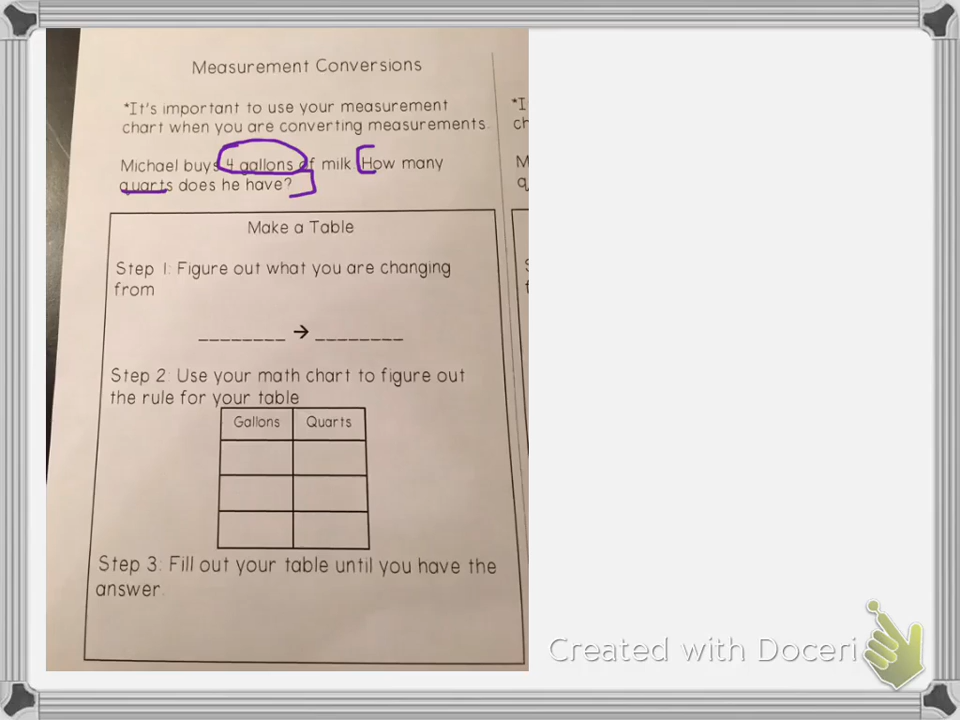 Measurement Conversions
*It's important to use your measurement
chart when you are converting measurements.
Michael buys 4 gallons of milk. How many
quarts does he have?
Make a Table
Step 1: Figure out what you are changing
from
________ → ________
Step 2: Use your math chart to figure out
the rule for your table
Gallons Quarts
Step 3: Fill out your table until you have the
answer.
*I
ch
M
q
Created with Doceri